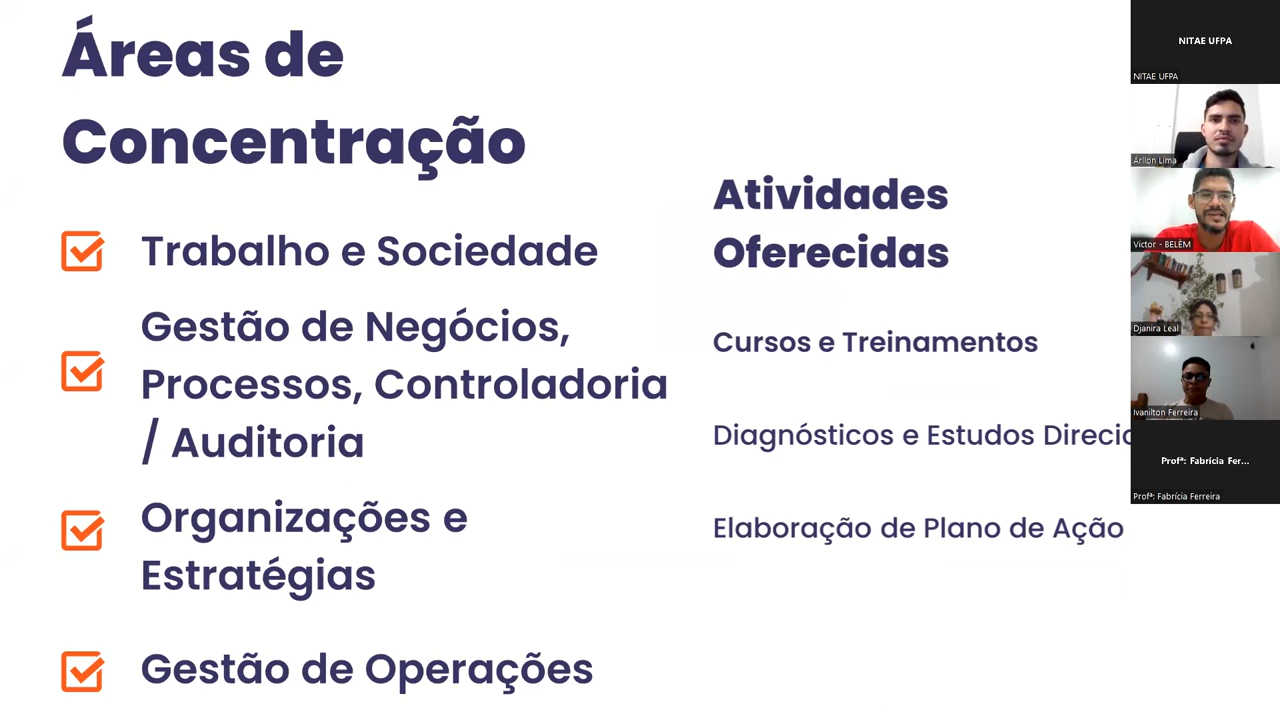 Áreas de
Concentração
Trabalho e Sociedade
Gestão de Negócios,
Processos, Controladoria
/ Auditoria
Organizações e
Estratégias
Gestão de Operações
Atividades
Oferecidas
Cursos e Treinamentos
Diagnósticos e Estudos
Elaboração de Plano de Ação
NITAE UFPA
NITAE UFPA
Árllon Lima
Victor - BELÉM
Djanira Leal
Ivanilton Ferreira
Profª: Fabrícia Fer...
Profª: Fabrícia Ferreira